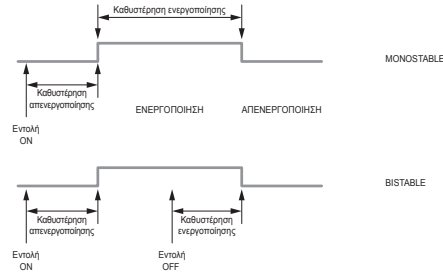 Καθυστέρηση ενεργοποίησης
MONOSTABLE
Καθυστέρηση
απενεργοποίησης
ΕΝΕΡΓΟΠΟΙΗΣΗ
ΑΠΕΝΕΡΓΟΠΟΙΗΣΗ
Εντολή
ON
BISTABLE
Καθυστέρηση
απενεργοποίησης
Καθυστέρηση
ενεργοποίησης
Εντολή
ON
Εντολή
OFF